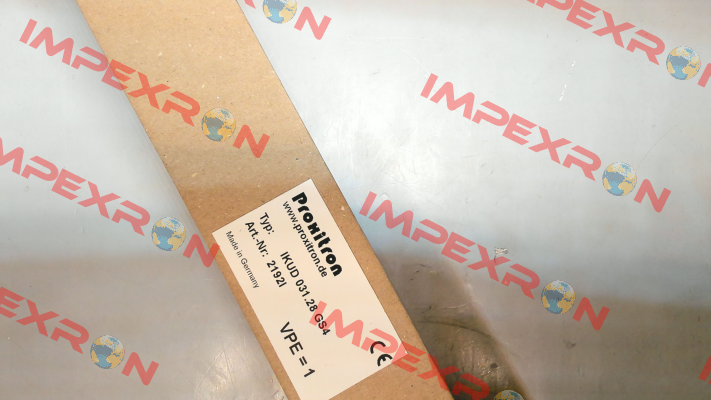 Proxitron
www.proxitron.de
Typ: IKUD 031.28 GS4
Art.-Nr: 2192I
Made in Germany
VPE = 1
CE
IMPEXRON
IMPEXRON
IMPEXRON
IMPEXRON
IMPEXRON
IMPEXRON
IMPEXRON